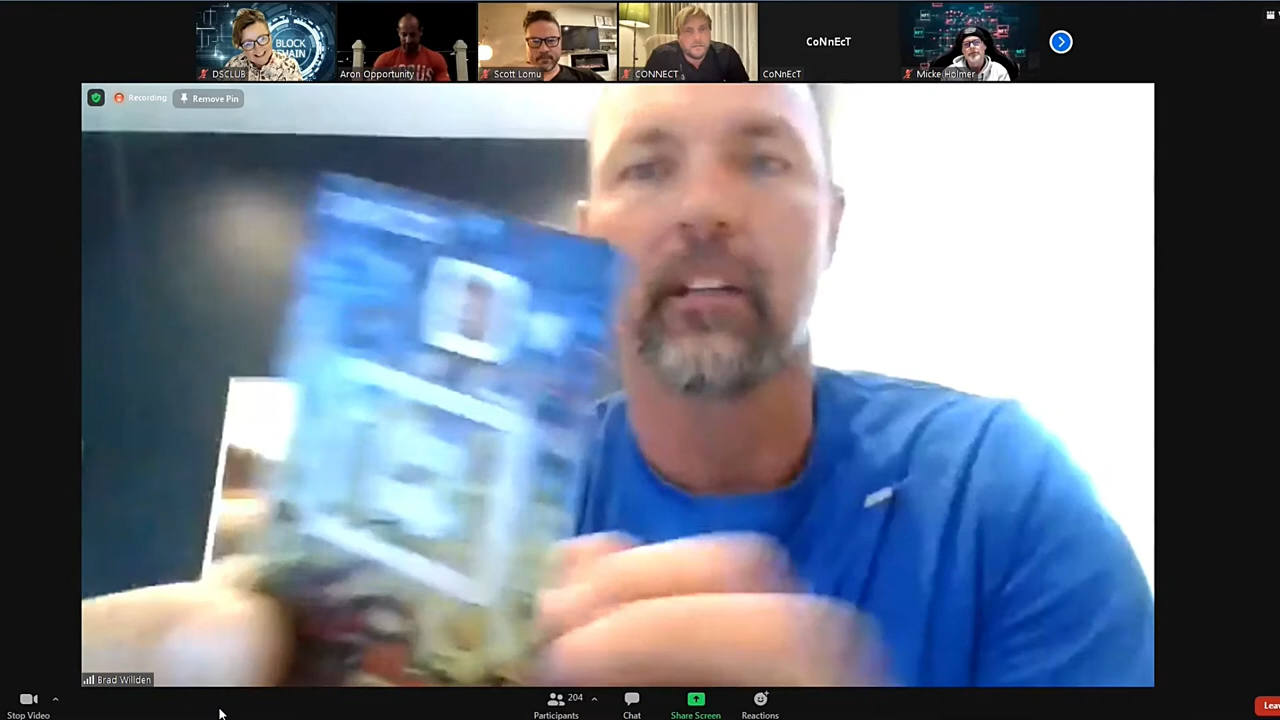 BLOCK
DSCLUB
Aron Opportunity
Scott Lomu
CONNECT
CoNnEcT
CoNnEcT
Micke Holmer
Recording
Remove Pin
Brad Willden
Stop Video
204
Participants
Chat
Share Screen
Reactions